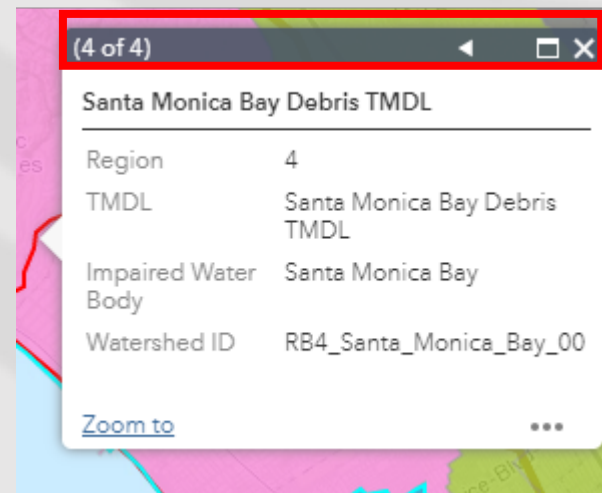 (4 of 4)
Santa Monica Bay Debris TMDL
Region 4
TMDL Santa Monica Bay Debris
TMDL
Impaired Water Santa Monica Bay
Body
Watershed ID RB4_Santa_Monica_Bay_00
Zoom to